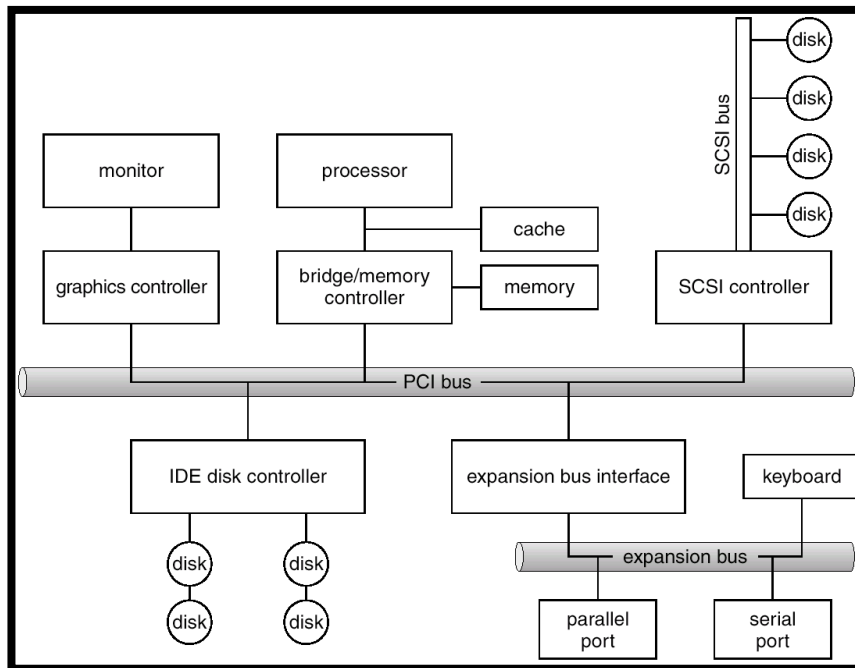 disk
disk
disk
disk
SCSI bus
monitor
processor
cache
graphics controller
bridge/memory
controller
memory
SCSI controller
PCI bus
IDE disk controller
expansion bus interface
keyboard
disk
disk
disk
disk
expansion bus
parallel
port
serial
port